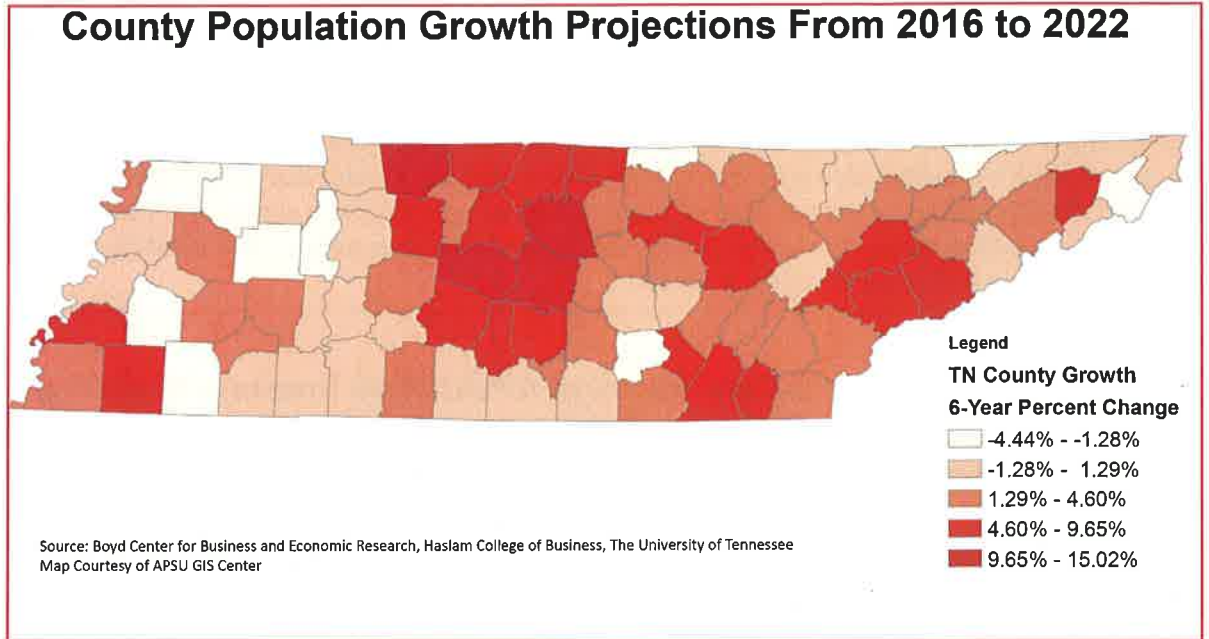 County Population Growth Projections From 2016 to 2022
Legend
TN County Growth
6-Year Percent Change
-4.44% - -1.28%
-1.28% - 1.29%
1.29% - 4.60%
4.60% - 9.65%
9.65% - 15.02%
Source: Boyd Center for Business and Economic Research, Haslam College of Business, The University of Tennessee
Map Courtesy of APSU GIS Center